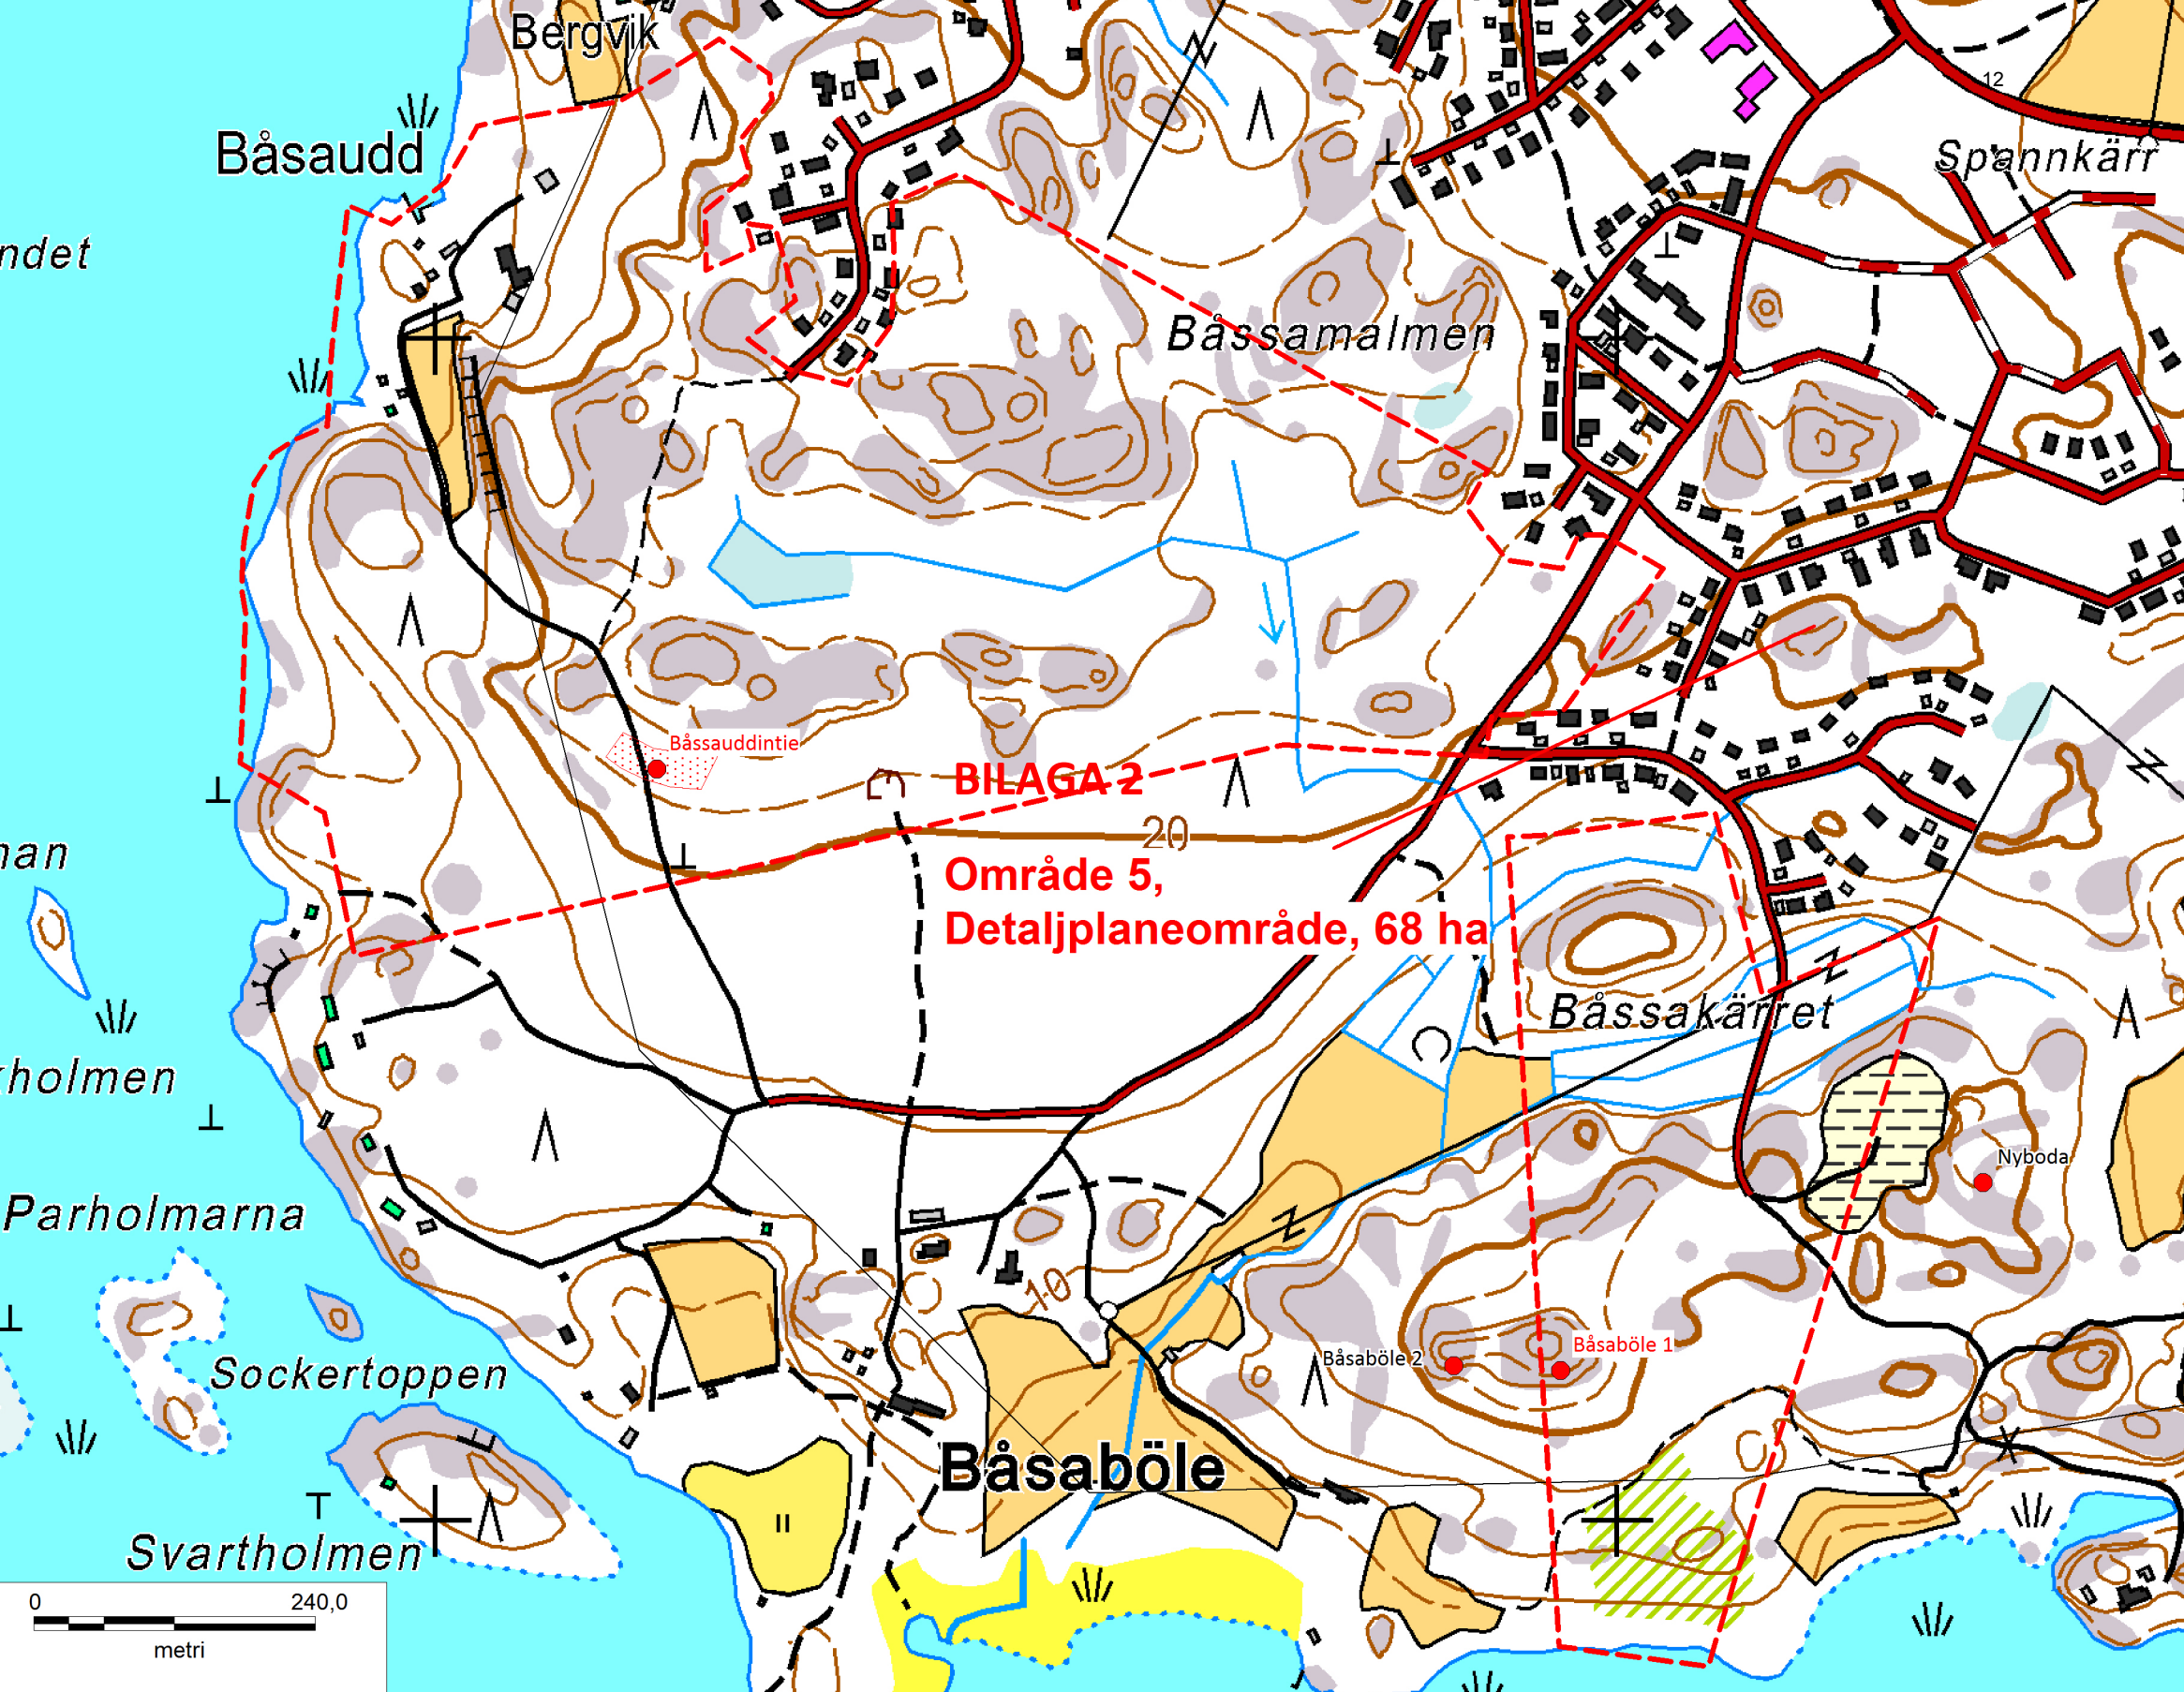 Bergvik
12
Båsaudd
Spannkärr
ndet
Båssamalmen
Båssauddintie
BILAGA 2
20
nan
Område 5,
Detaljplaneområde, 68 ha
Båssakärret
kholmen
Nyboda
Parholmarna
10
Båsaböle 1
Båsaböle 2
Sockertoppen
Båsaböle
Svartholmen
0 240,0
metri